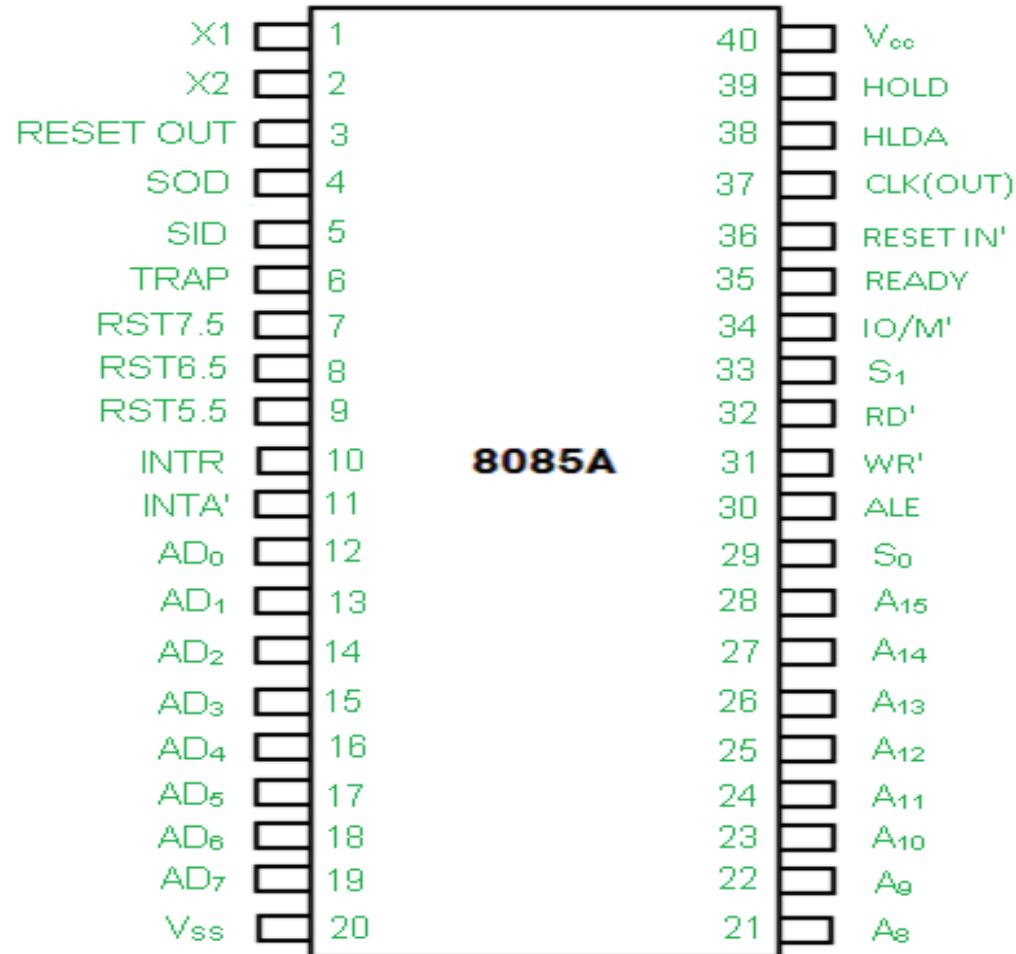 X1 1 40 Vcc
X2 2 39 HOLD
RESET OUT 3 38 HLDA
SOD 4 37 CLK(OUT)
SID 5 36 RESET IN'
TRAP 6 35 READY
RST7.5 7 34 IO/M'
RST6.5 8 33 S₁
RST5.5 9 32 RD'
INTR 10 8085A 31 WR'
INTA' 11 30 ALE
AD₀ 12 29 S₀
AD₁ 13 28 A₁₅
AD₂ 14 27 A₁₄
AD₃ 15 26 A₁₃
AD₄ 16 25 A₁₂
AD₅ 17 24 A₁₁
AD₆ 18 23 A₁₀
AD₇ 19 22 A₉
Vss 20 21 A₈